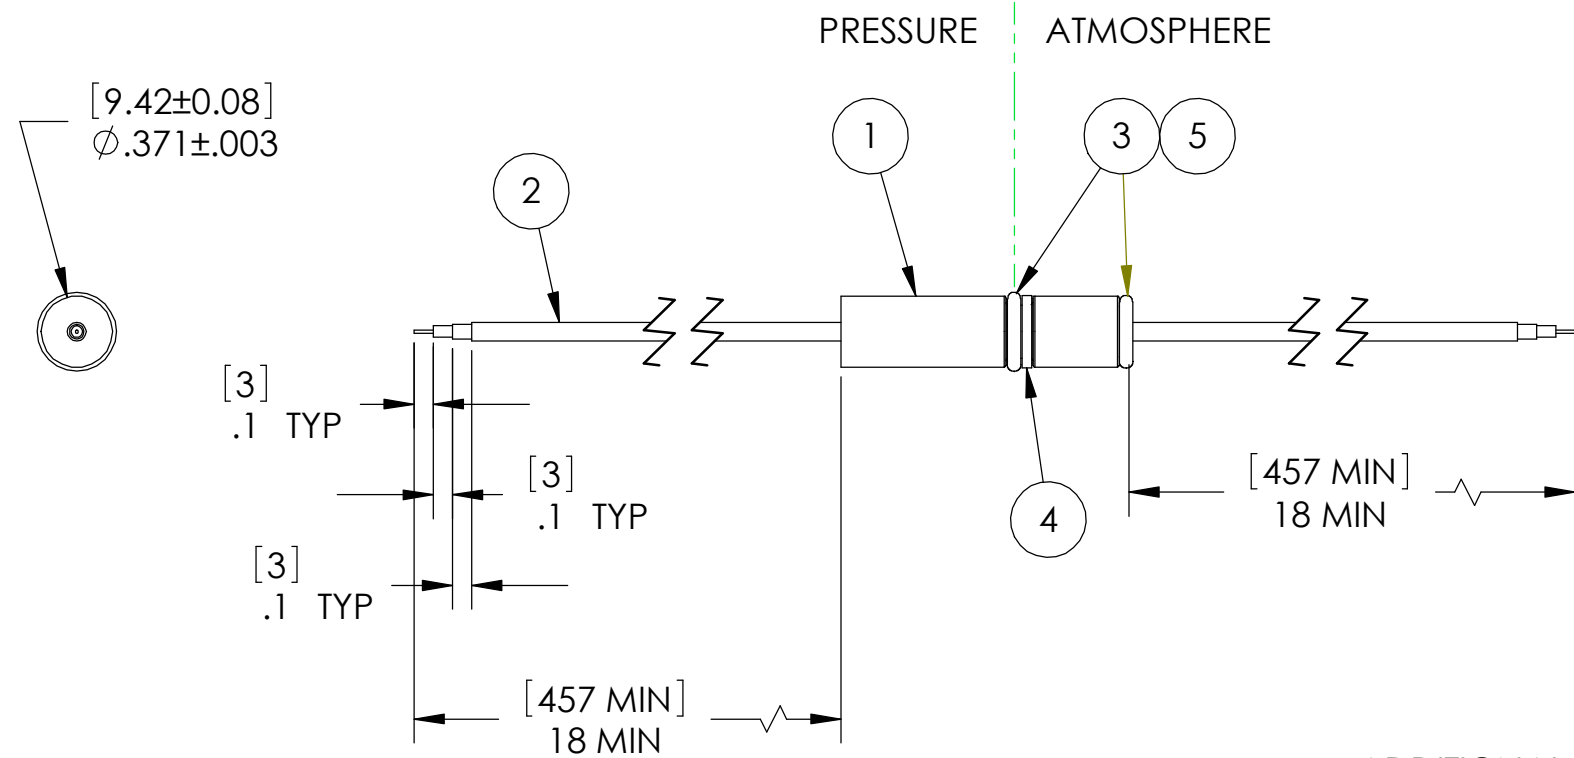 PRESSURE ATMOSPHERE
[9.42±0.08]
⌀.371±.003
1
3 5
2
[3]
.1 TYP
[3]
.1 TYP
[457 MIN]
18 MIN
4
[3]
.1 TYP
[457 MIN]
18 MIN